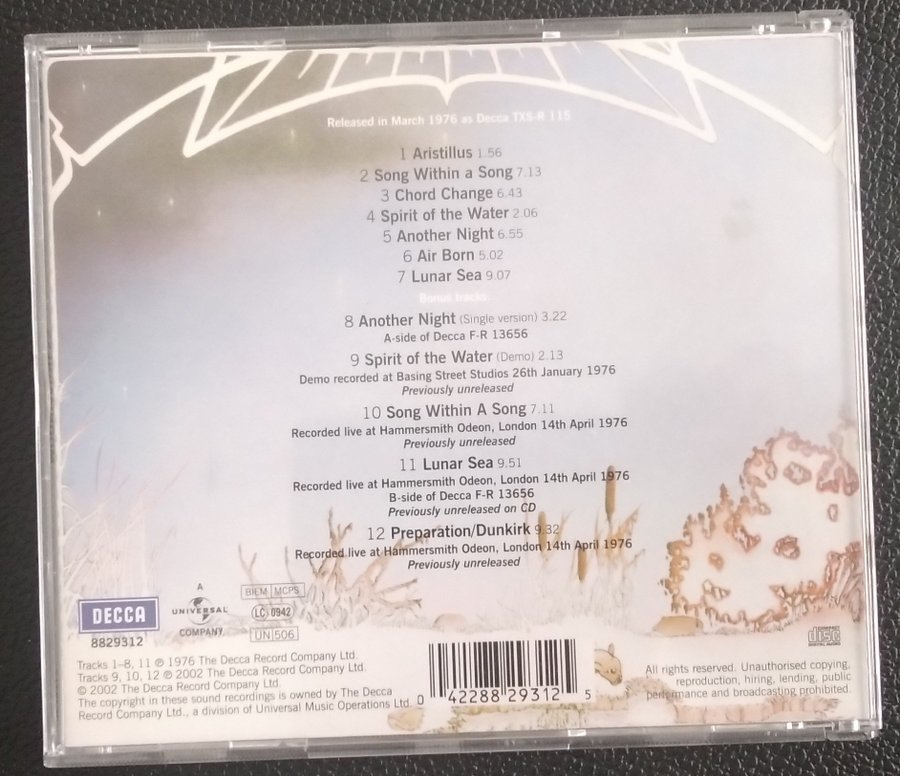 Released in March 1976 as Decca TXS-R 115
1 Aristillus 1.56
2 Song Within a Song 7.13
3 Chord Change 6.43
4 Spirit of the Water 2.06
5 Another Night 6.55
6 Air Born 5.02
7 Lunar Sea 9.07
Bonus tracks:
8 Another Night (Single version) 3.22
A-side of Decca F-R 13656
9 Spirit of the Water (Demo) 2.13
Demo recorded at Basing Street Studios 26th January 1976
Previously unreleased
10 Song Within A Song 7.11
Recorded live at Hammersmith Odeon, London 14th April 1976
Previously unreleased
11 Lunar Sea 9.51
Recorded live at Hammersmith Odeon, London 14th April 1976
B-side of Decca F-R 13656
Previously unreleased on CD
12 Preparation/Dunkirk 9.32
Recorded live at Hammersmith Odeon, London 14th April 1976
Previously unreleased
DECCA
8829312
A
UNIVERSAL
COMPANY
BIEM MCPS
LC 0942
UN 506
COMPACT
disc
DIGITAL AUDIO
Tracks 1–8, 11 ℗ 1976 The Decca Record Company Ltd.
Tracks 9, 10, 12 ℗ 2002 The Decca Record Company Ltd.
© 2002 The Decca Record Company Ltd.
The copyright in these sound recordings is owned by The Decca
Record Company Ltd., a division of Universal Music Operations Ltd.
0 42288 29312 5
All rights reserved. Unauthorised copying,
reproduction, hiring, lending, public
performance and broadcasting prohibited.